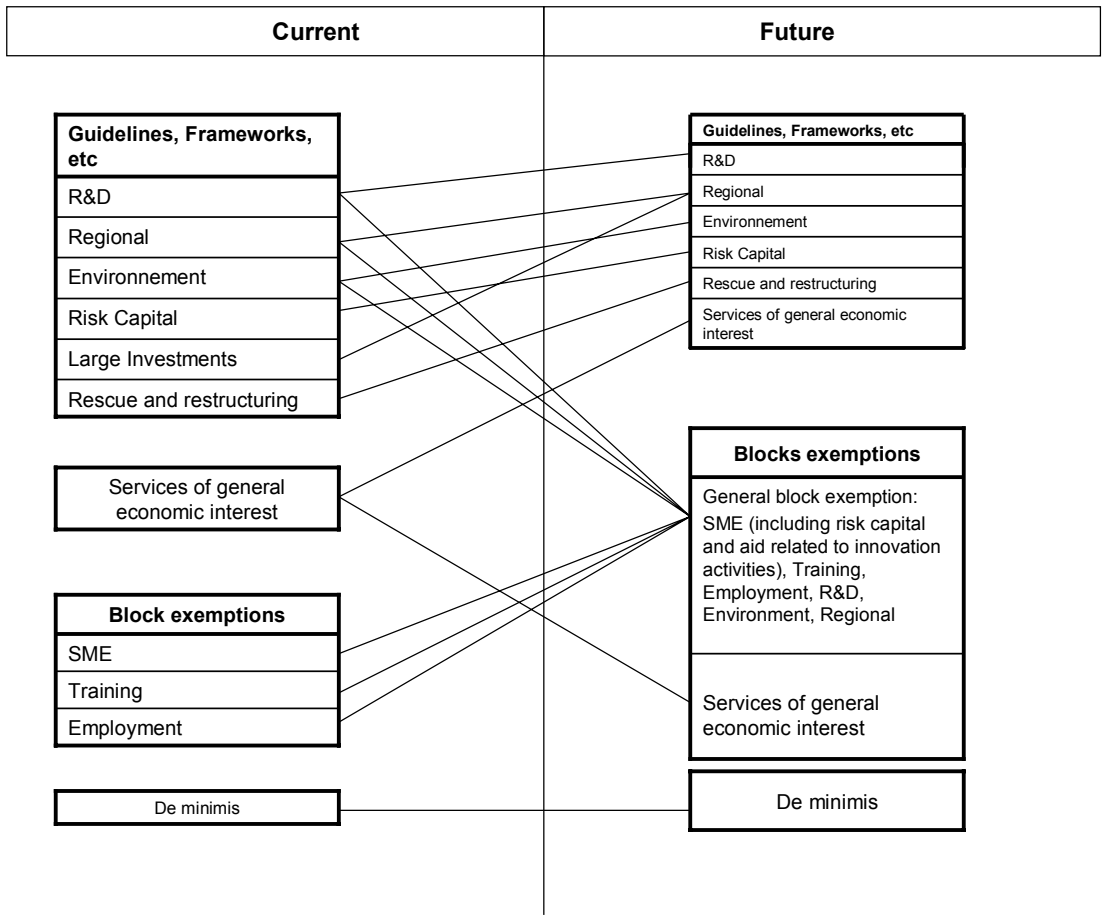 Current
Future
Guidelines, Frameworks,
etc
R&D
Regional
Environnement
Risk Capital
Large Investments
Rescue and restructuring
Services of general
economic interest
Block exemptions
SME
Training
Employment
De minimis
Guidelines, Frameworks, etc
R&D
Regional
Environnement
Risk Capital
Rescue and restructuring
Services of general economic
interest
Blocks exemptions
General block exemption:
SME (including risk capital
and aid related to innovation
activities), Training,
Employment, R&D,
Environment, Regional
Services of general
economic interest
De minimis